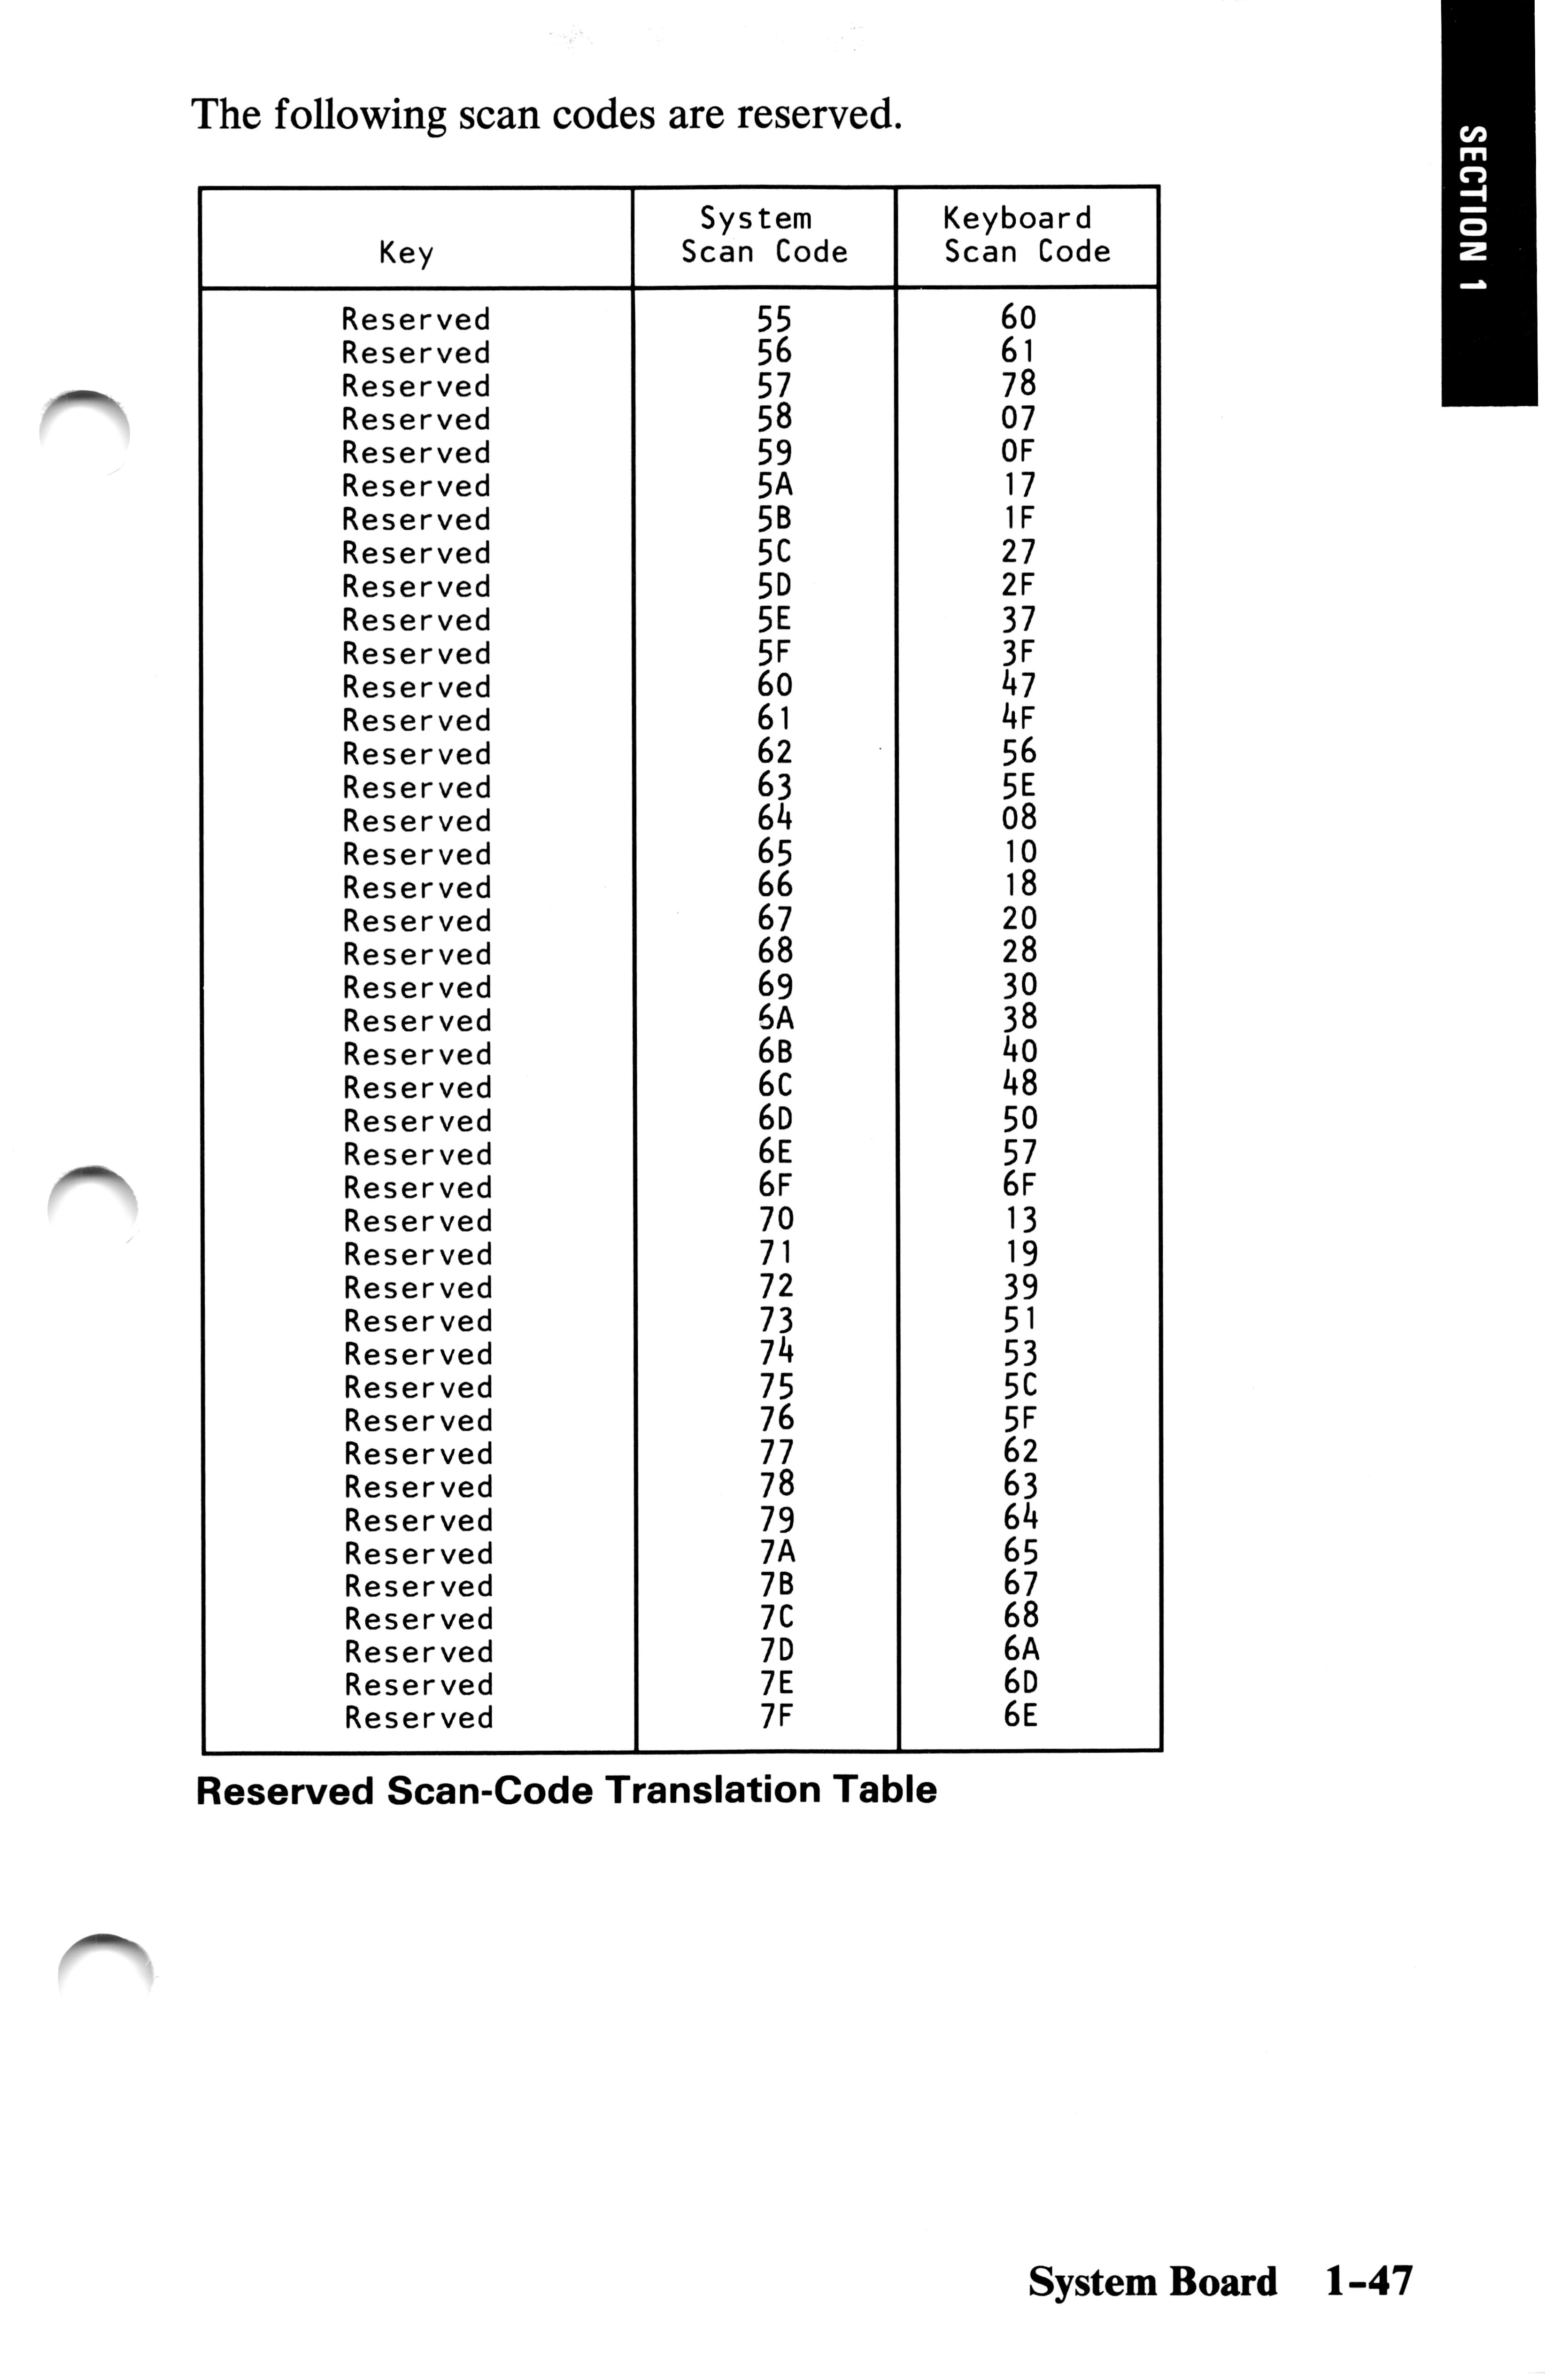 The following scan codes are reserved.
SECTION 1
System Keyboard
Key Scan Code Scan Code
Reserved 55 60
Reserved 56 61
Reserved 57 78
Reserved 58 07
Reserved 59 0F
Reserved 5A 17
Reserved 5B 1F
Reserved 5C 27
Reserved 5D 2F
Reserved 5E 37
Reserved 5F 3F
Reserved 60 47
Reserved 61 4F
Reserved 62 56
Reserved 63 5E
Reserved 64 08
Reserved 65 10
Reserved 66 18
Reserved 67 20
Reserved 68 28
Reserved 69 30
Reserved 6A 38
Reserved 6B 40
Reserved 6C 48
Reserved 6D 50
Reserved 6E 57
Reserved 6F 6F
Reserved 70 13
Reserved 71 19
Reserved 72 39
Reserved 73 51
Reserved 74 53
Reserved 75 5C
Reserved 76 5F
Reserved 77 62
Reserved 78 63
Reserved 79 64
Reserved 7A 65
Reserved 7B 67
Reserved 7C 68
Reserved 7D 6A
Reserved 7E 6D
Reserved 7F 6E
Reserved Scan-Code Translation Table
System Board 1-47